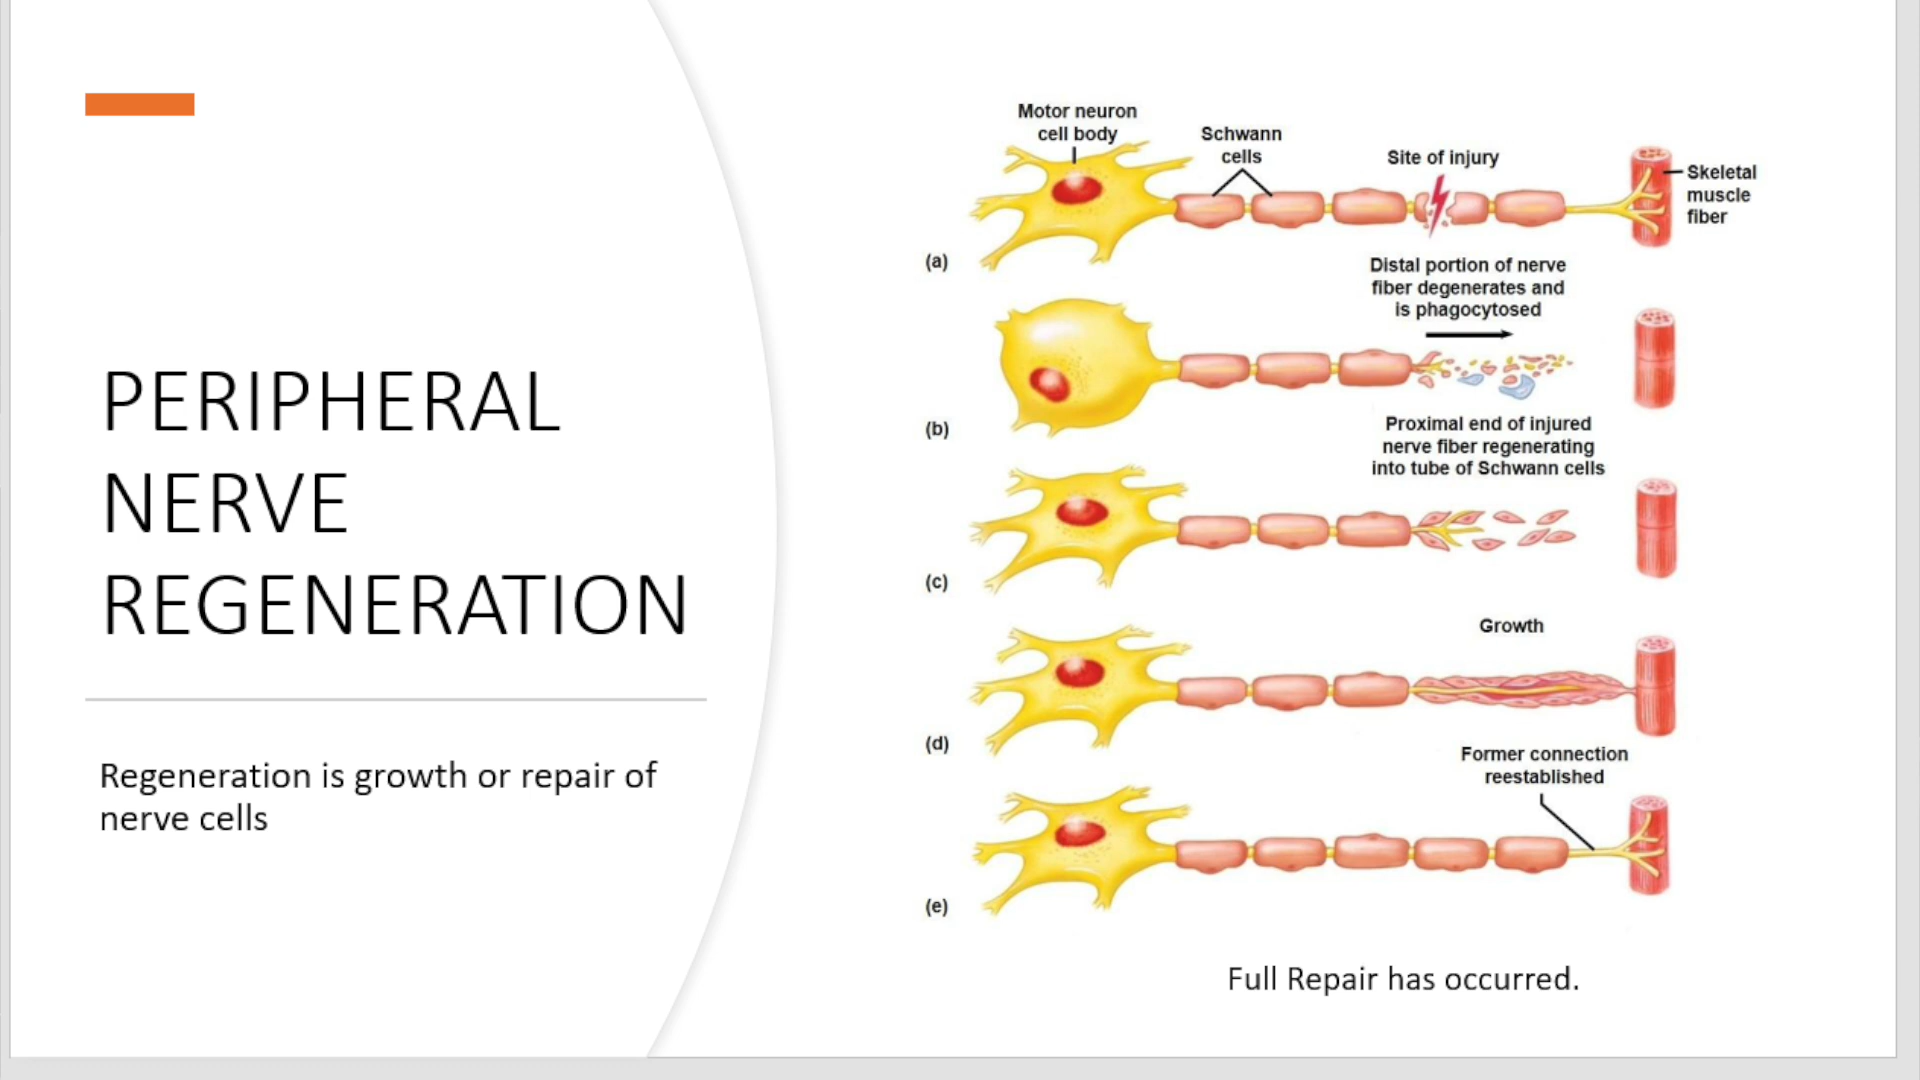 PERIPHERAL
NERVE
REGENERATION
Regeneration is growth or repair of
nerve cells
Motor neuron
cell body
Schwann
cells
Site of injury
Skeletal
muscle
fiber
(a)
Distal portion of nerve
fiber degenerates and
is phagocytosed
(b)
Proximal end of injured
nerve fiber regenerating
into tube of Schwann cells
(c)
Growth
(d)
Former connection
reestablished
(e)
Full Repair has occurred.